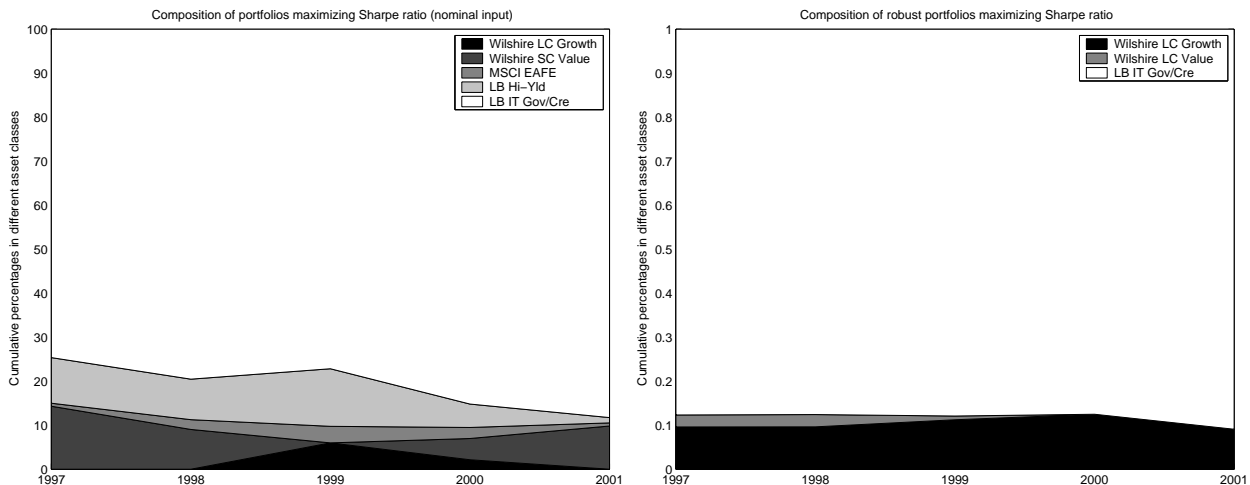 Composition of portfolios maximizing Sharpe ratio (nominal input)
100
90
80
70
60
50
40
30
20
10
0
Cumulative percentages in different asset classes
Wilshire LC Growth
Wilshire SC Value
MSCI EAFE
LB Hi−Yld
LB IT Gov/Cre
1997
1998
1999
2000
2001
Composition of robust portfolios maximizing Sharpe ratio
1
0.9
0.8
0.7
0.6
0.5
0.4
0.3
0.2
0.1
0
Cumulative percentages in different asset classes
Wilshire LC Growth
Wilshire LC Value
LB IT Gov/Cre
1997
1998
1999
2000
2001